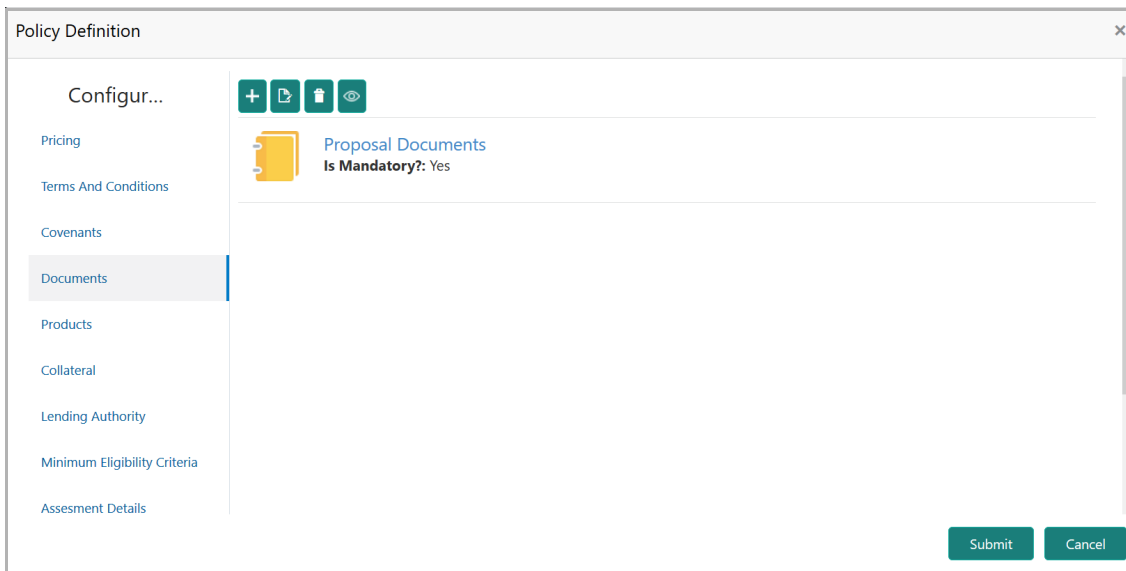 Policy Definition
Configur...
Pricing
Terms And Conditions
Covenants
Documents
Products
Collateral
Lending Authority
Minimum Eligibility Criteria
Assesment Details
Proposal Documents
Is Mandatory?: Yes
Submit
Cancel